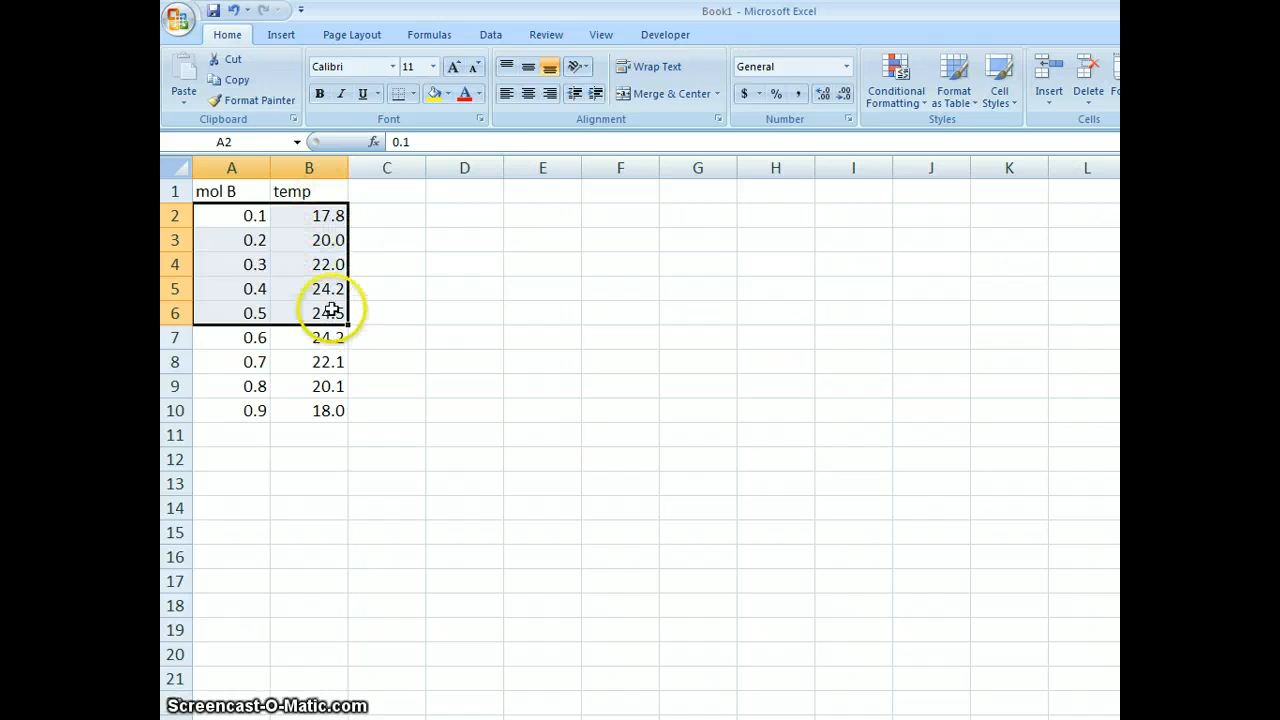 Book1 - Microsoft Excel
Home Insert Page Layout Formulas Data Review View Developer
Paste Cut Copy Format Painter
Calibri 11 A A
B I U A
Wrap Text
Merge & Center
General
$ % ,
Conditional Formatting
Format as Table
Cell Styles
Insert
Delete
Clipboard Font Alignment Number Styles Cells
A2 fx 0.1
A B C D E F G H I J K L
1 mol B temp
2 0.1 17.8
3 0.2 20.0
4 0.3 22.0
5 0.4 24.2
6 0.5 24.5
7 0.6 24.2
8 0.7 22.1
9 0.8 20.1
10 0.9 18.0
11
12
13
14
15
16
17
18
19
20
21
Screencast-O-Matic.com